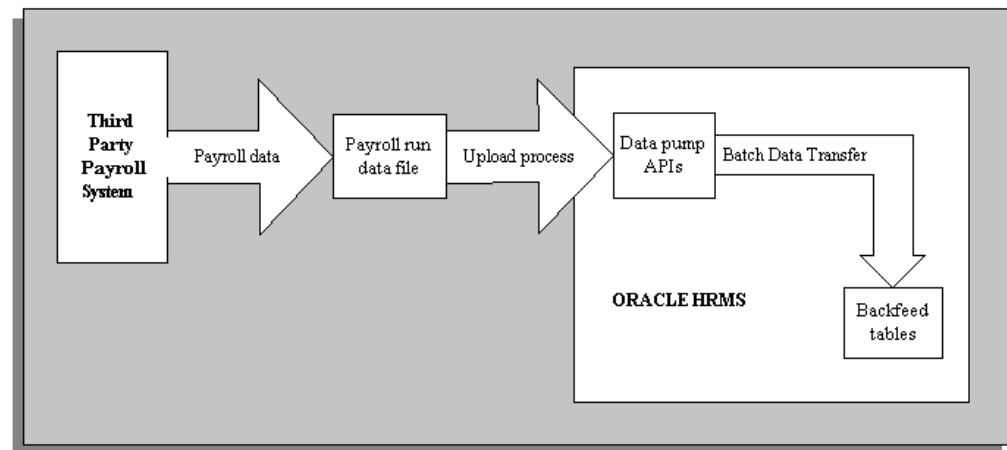 Third
Party
Payroll
System
Payroll data
Payroll run
data file
Upload process
Data pump
APIs
Batch Data Transfer
ORACLE HRMS
Backfeed
tables